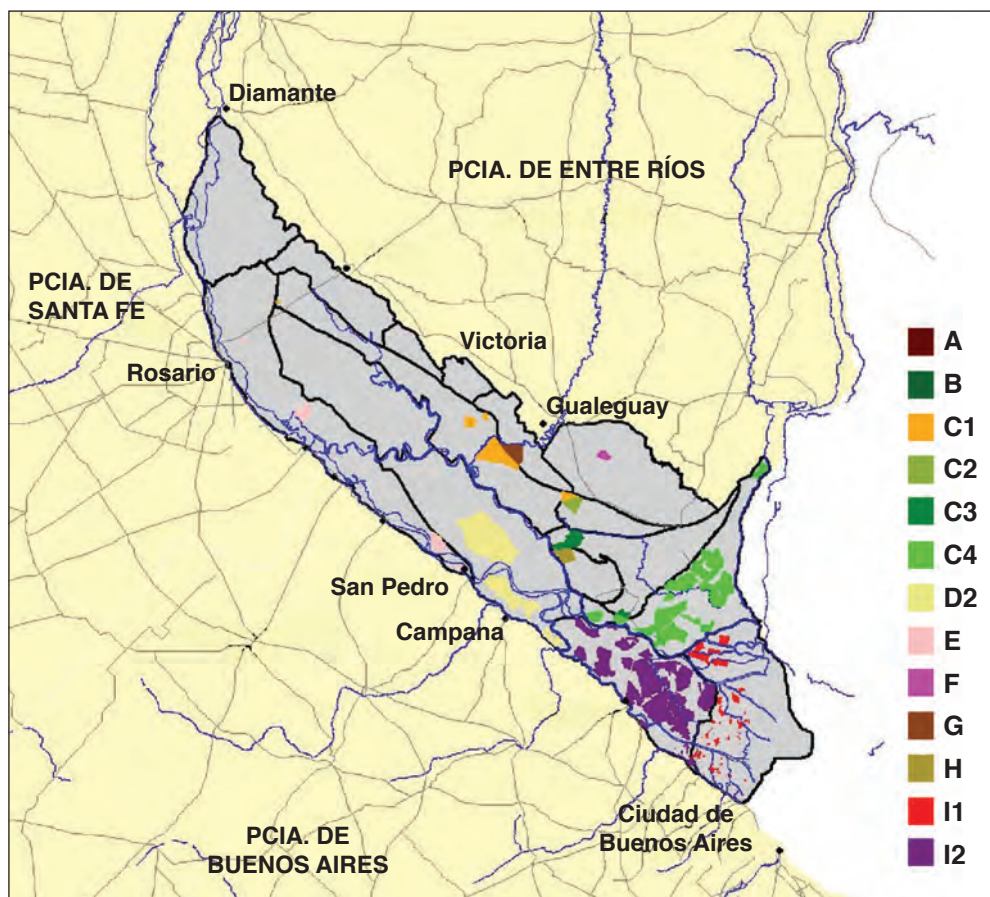 Diamante
PCIA. DE ENTRE RÍOS
PCIA. DE
SANTA FE
Victoria
Rosario
Gualeguay
San Pedro
Campana
Ciudad de
Buenos Aires
PCIA. DE
BUENOS AIRES
A
B
C1
C2
C3
C4
D2
E
F
G
H
I1
I2